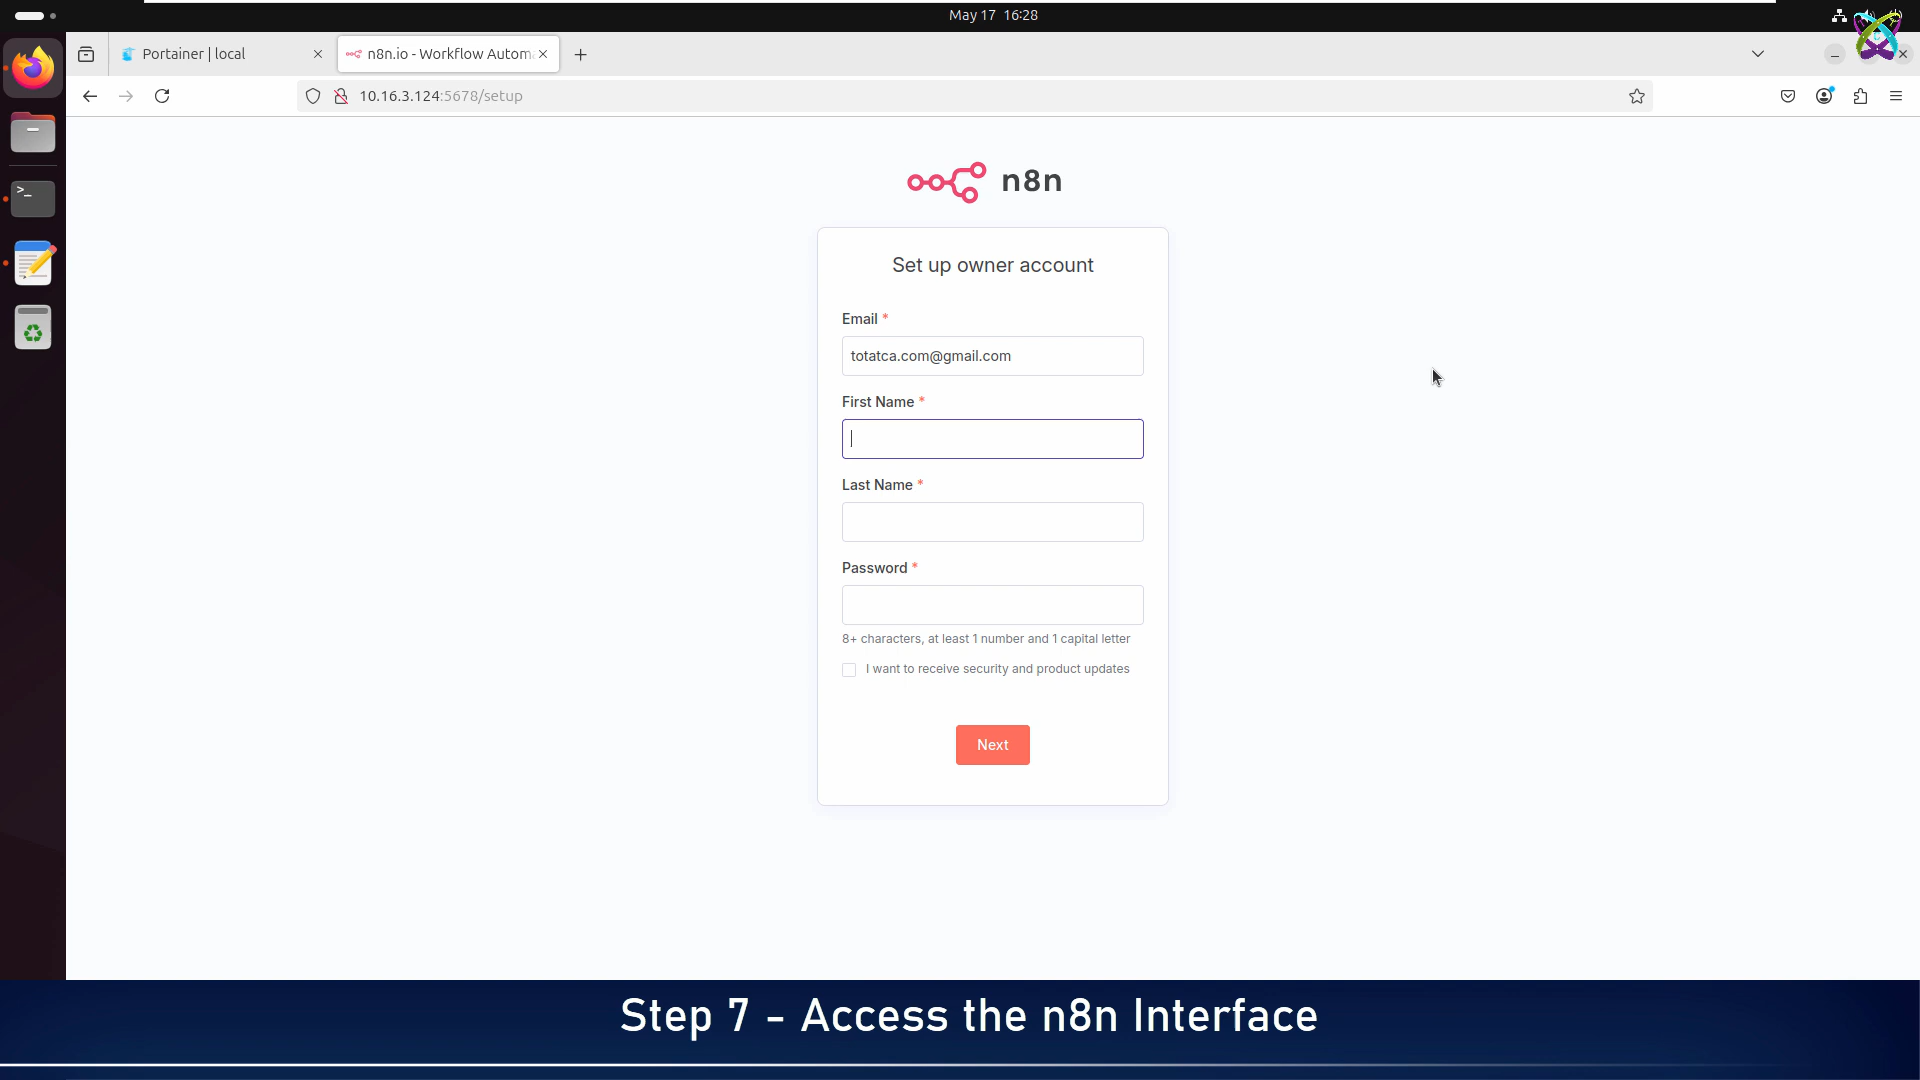 May 17 16:28
Portainer | local
n8n.io - Workflow Autom
10.16.3.124:5678/setup
n8n
Set up owner account
Email *
totatca.com@gmail.com
First Name *
Last Name *
Password *
8+ characters, at least 1 number and 1 capital letter
I want to receive security and product updates
Next
Step 7 - Access the n8n Interface